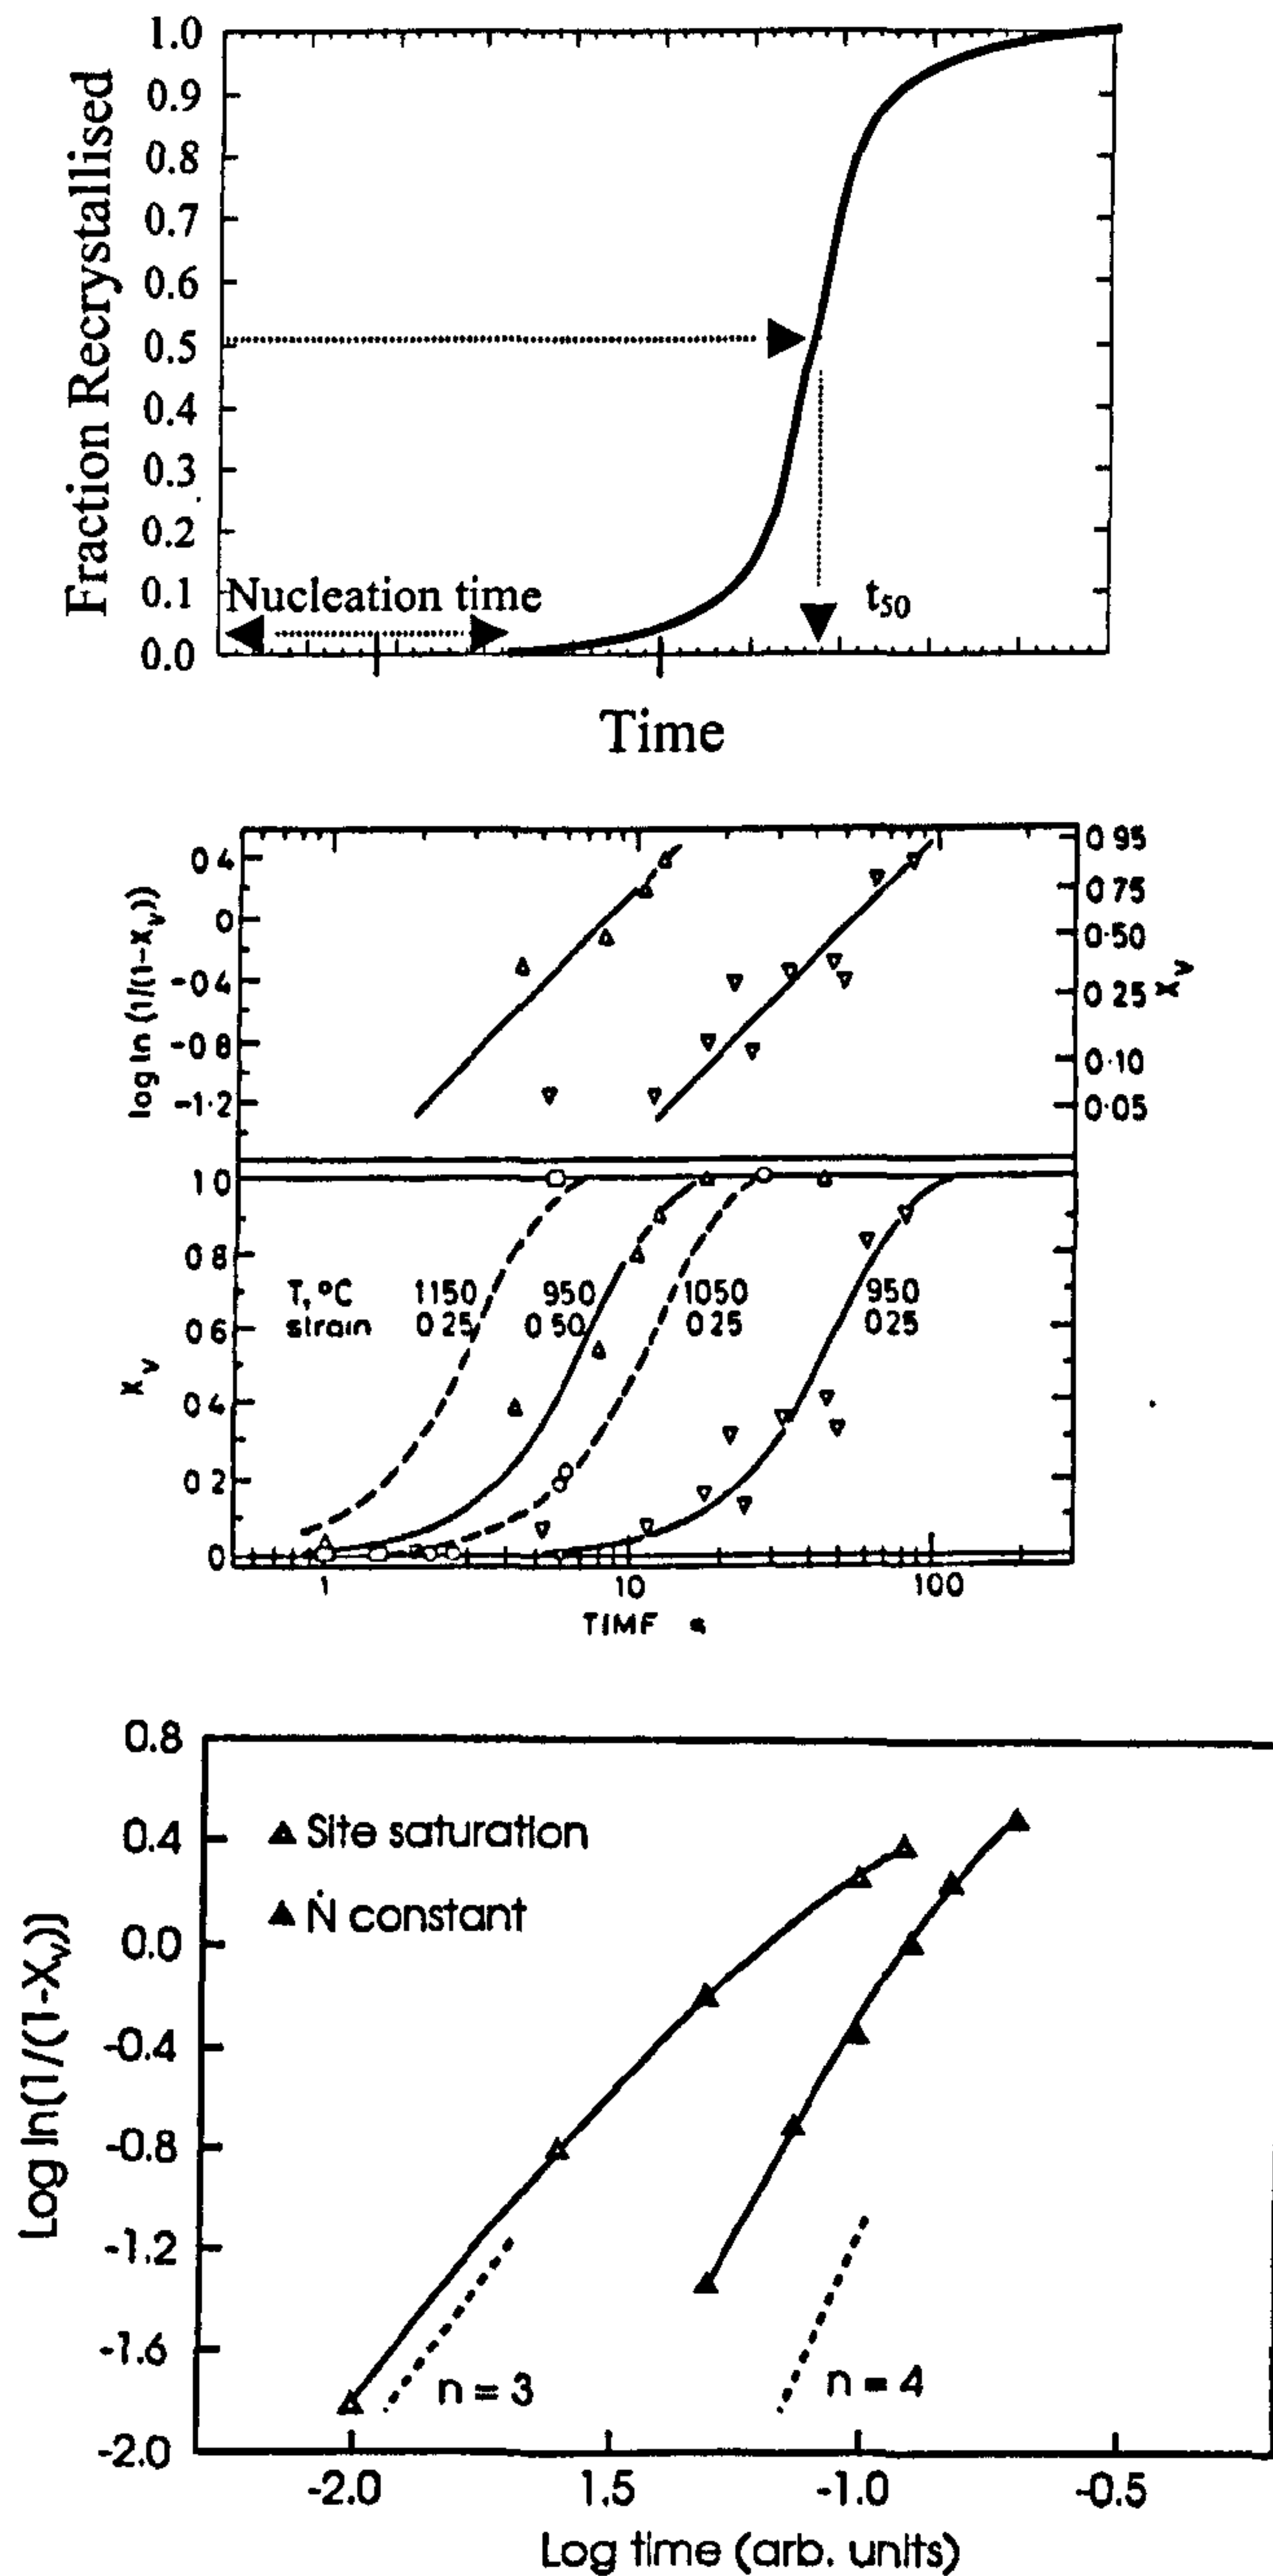 1.0
0.9
0.8
0.7
0.6
0.5
0.4
0.3
0.2
0.1
0.0
Fraction Recrystallised
Nucleation time
t50
Time
0 4
0
-0 4
-0 8
-1·2
log ln (1/(1-Xv))
0 95
0 75
0·50
0 25
0·10
0·05
Xv
1 0
0 8
0 6
0 4
0 2
0
Xv
T, °C 1150 950 1050 950
strain 0 25 0 50 0 25 0 25
1 10 100
TIMF s
0.8
0.4
0.0
-0.4
-0.8
-1.2
-1.6
-2.0
Log ln(1/(1-Xv))
Site saturation
Ṅ constant
n = 3
n = 4
-2.0 1.5 -1.0 -0.5
Log time (arb. units)